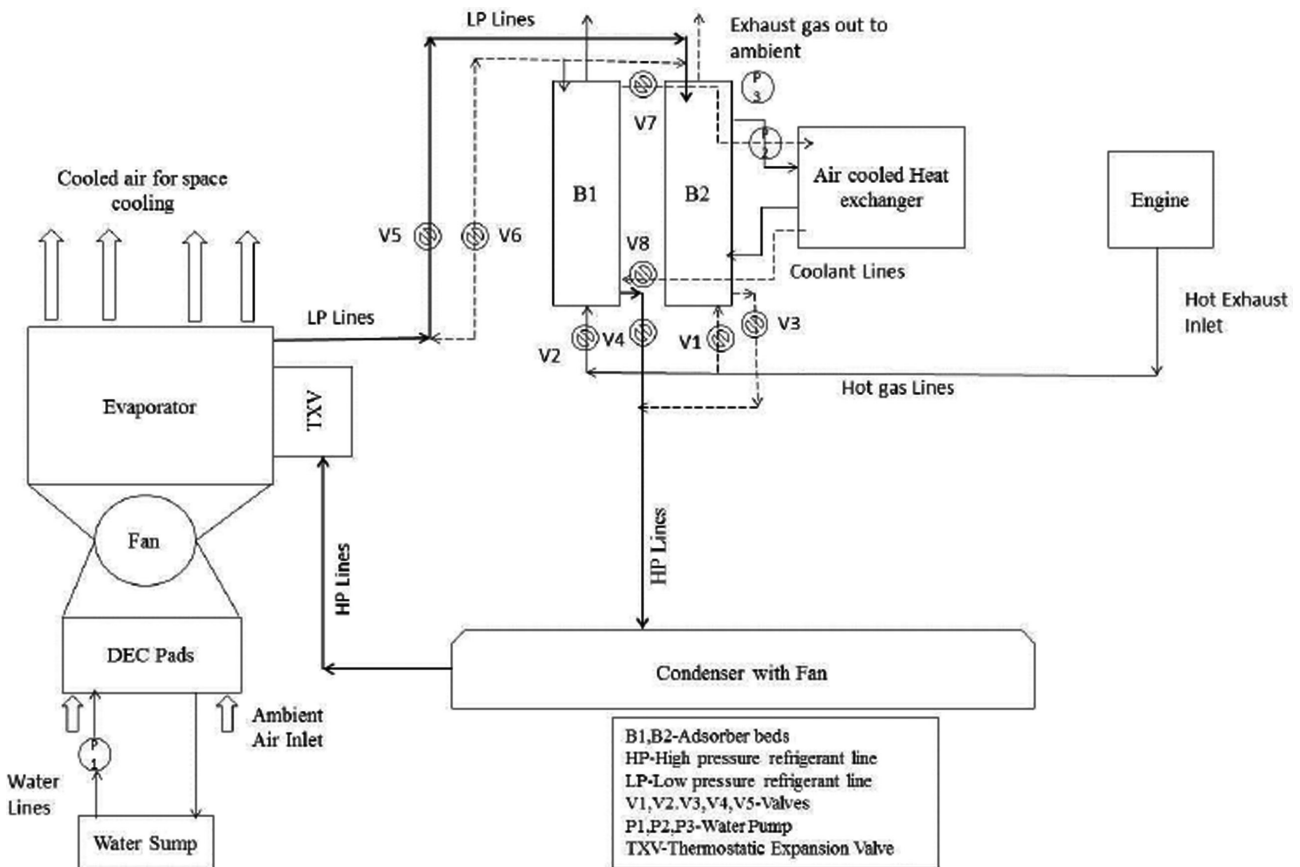 LP Lines
Exhaust gas out to
ambient
P
3
V7
P
2
Cooled air for space
cooling
B1
B2
Air cooled Heat
exchanger
Engine
V5
V6
V8
Coolant Lines
LP Lines
Hot Exhaust
Inlet
V2
V4
V1
V3
Hot gas Lines
Evaporator
TXV
Fan
HP Lines
HP Lines
DEC Pads
Condenser with Fan
Ambient
Air Inlet
P
1
Water
Lines
Water Sump
B1,B2-Adsorber beds
HP-High pressure refrigerant line
LP-Low pressure refrigerant line
V1,V2.V3,V4,V5-Valves
P1,P2,P3-Water Pump
TXV-Thermostatic Expansion Valve